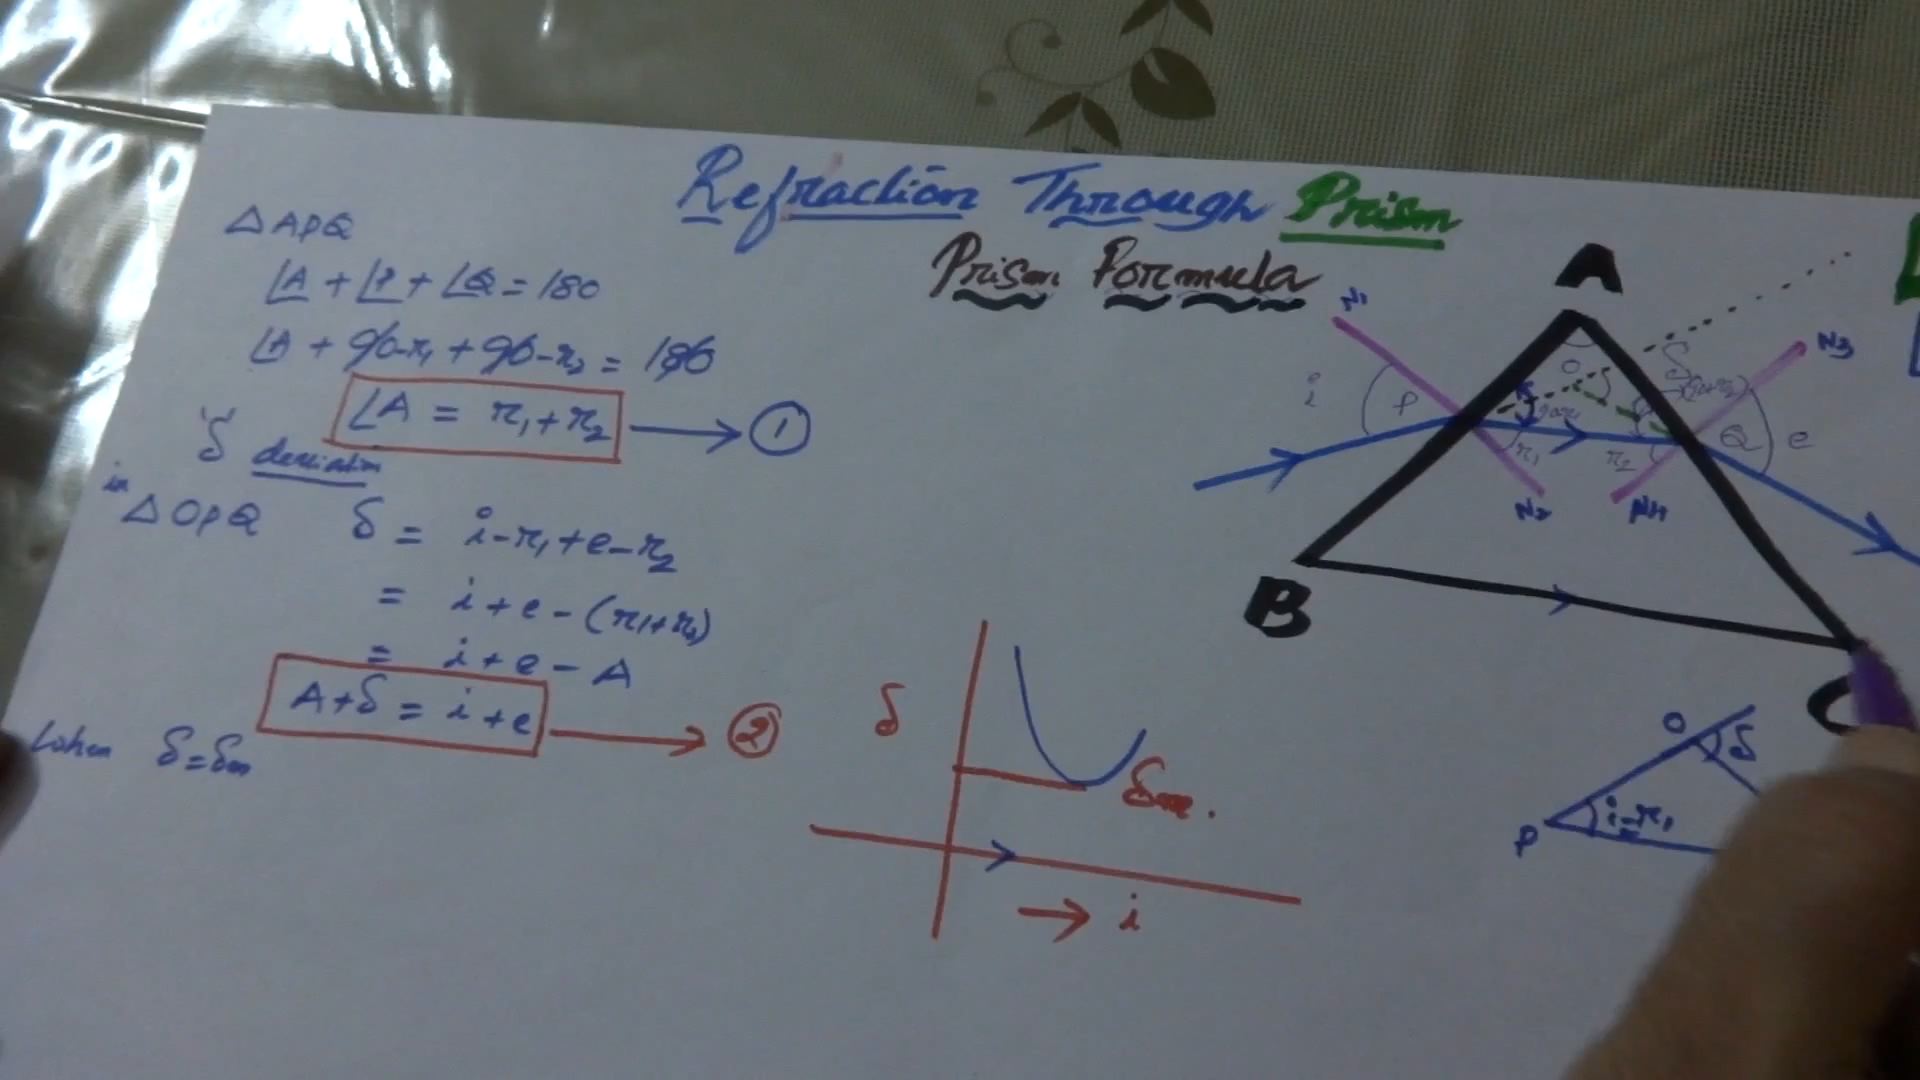 Refraction Through Prism
Prism Formula
△APQ
∠A + ∠P + ∠Q = 180
∠A + 90-r₁ + 90-r₂ = 180
∠A = r₁+r₂ → ①
'δ' deviation
in △OPQ δ = i-r₁+e-r₂
= i+e-(r₁+r₂)
= i+e-A
A+δ = i+e → ②
When δ=δm
δ
δm.
→ i
A
N₁
N₃
i
P
O
δ
r₁
r₂
Q
e
N₂
N4
B
C
O
δ
P
i-r₁